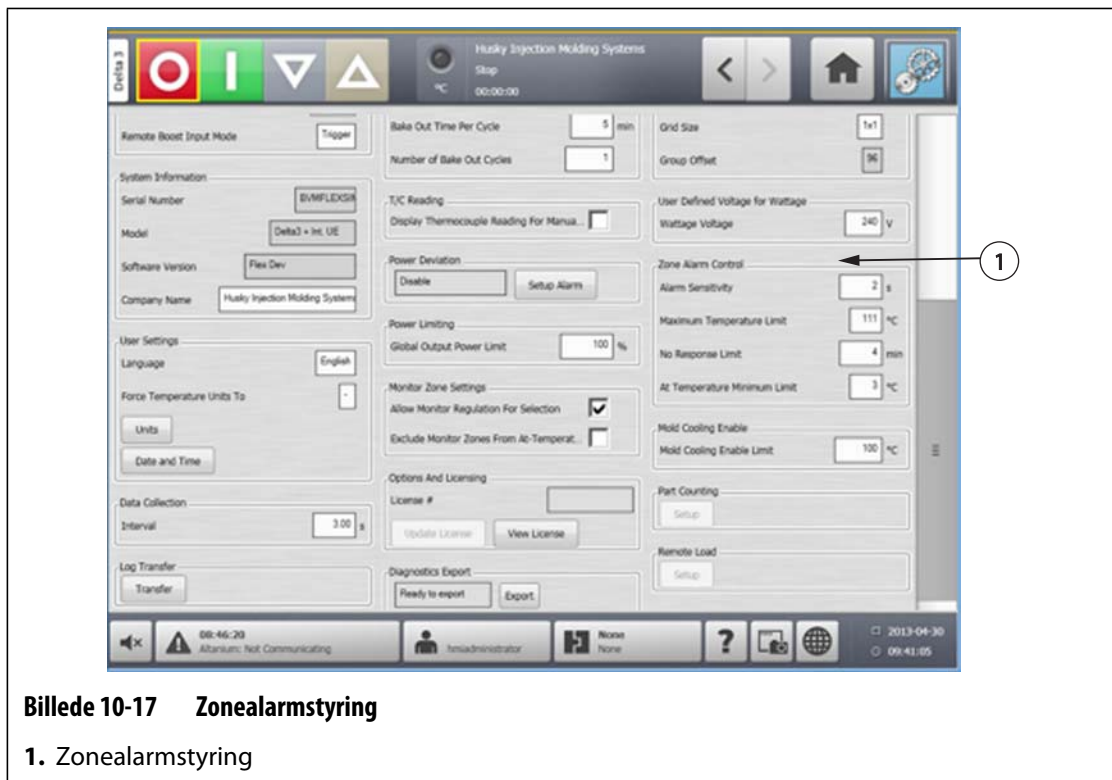 Delta 3
Husky Injection Molding Systems
Stop
°C
00:00:00
Remote Boost Input Mode
Trigger
System Information
Serial Number
BVMFLEXSIM
Model
Delta3 + Int. UE
Software Version
Flex Dev
Company Name
Husky Injection Molding Systems
User Settings
Language
English
Force Temperature Units To
-
Units
Date and Time
Data Collection
Interval
3.00 s
Log Transfer
Transfer
Bake Out Time Per Cycle
5 min
Number of Bake Out Cycles
1
T/C Reading
Display Thermocouple Reading For Manua...
Power Deviation
Disable
Setup Alarm
Power Limiting
Global Output Power Limit
100 %
Monitor Zone Settings
Allow Monitor Regulation For Selection
Exclude Monitor Zones From At-Temperat...
Options And Licensing
License #
Update License
View License
Diagnostics Export
Ready to export
Export
Grid Size
1x1
Group Offset
96
User Defined Voltage for Wattage
Wattage Voltage
240 V
Zone Alarm Control
1
Alarm Sensitivity
2 s
Maximum Temperature Limit
111 °C
No Response Limit
4 min
At Temperature Minimum Limit
3 °C
Mold Cooling Enable
Mold Cooling Enable Limit
100 °C
Part Counting
Setup
Remote Load
Setup
08:46:20
Altanium: Not Communicating
hmiadministrator
None
None
?
2013-04-30
09:41:05
Billede 10-17 Zonealarmstyring
1. Zonealarmstyring